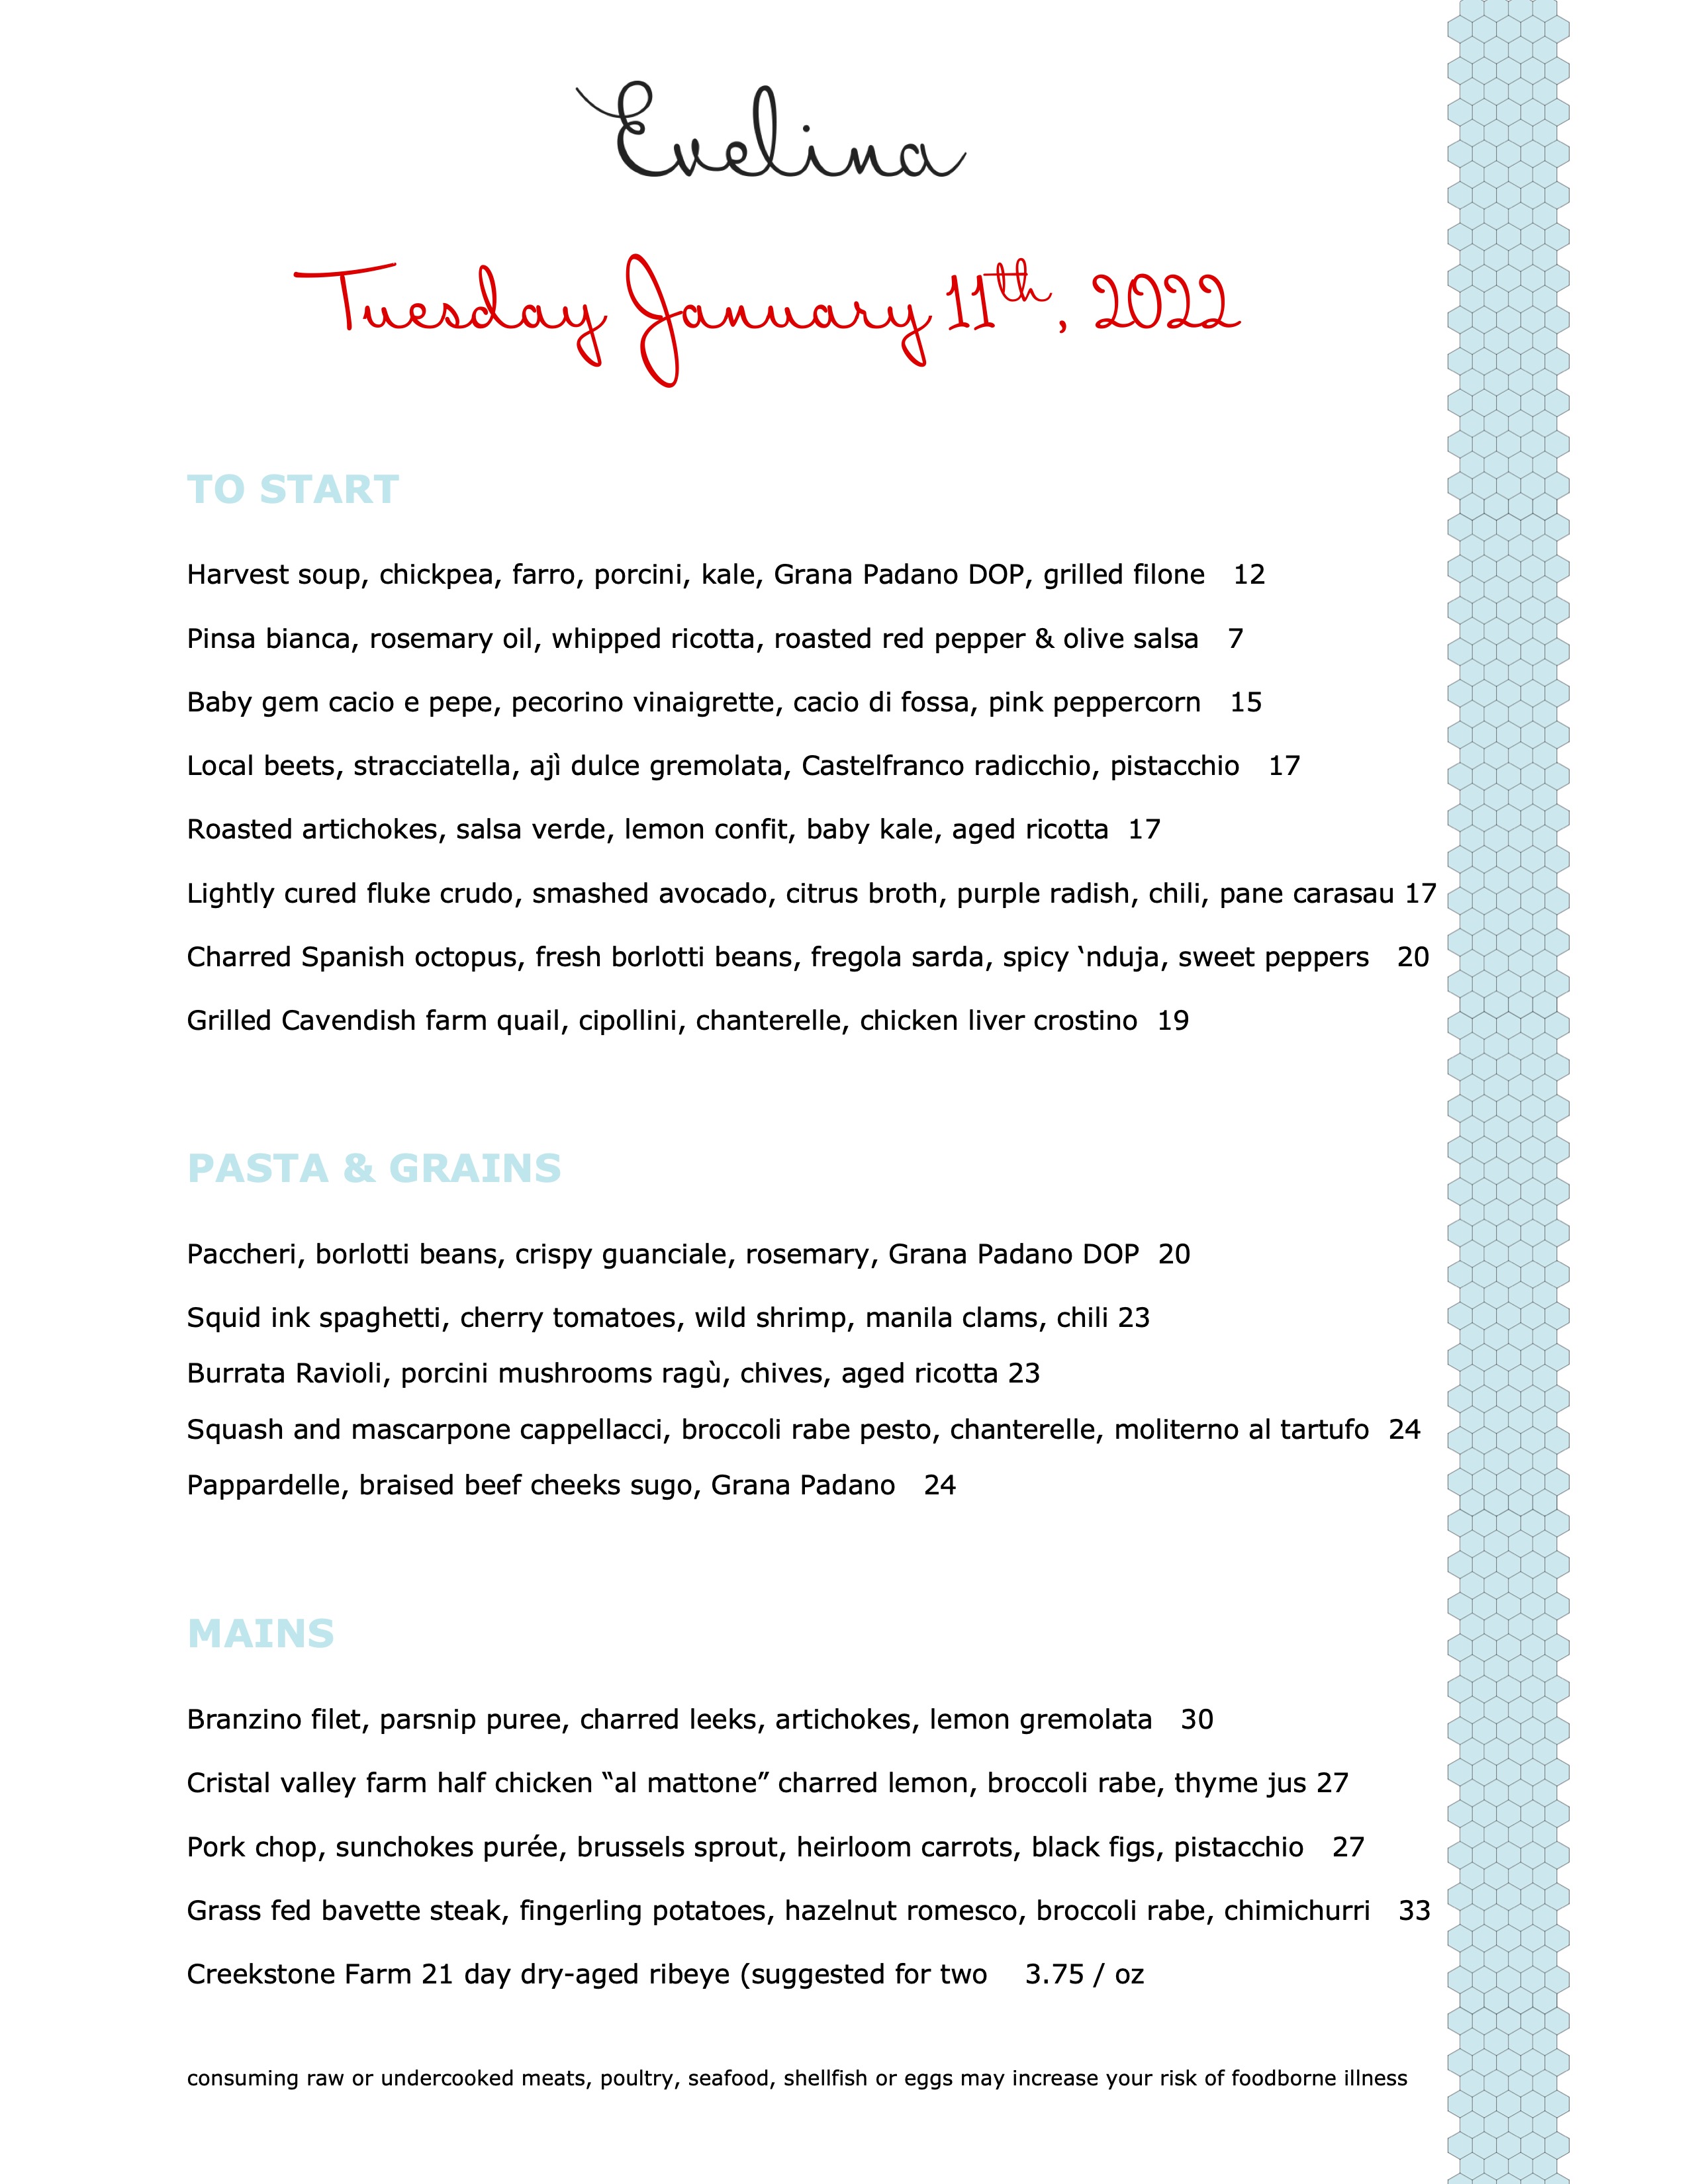 Evelina
Tuesday January 11th, 2022
TO START
Harvest soup, chickpea, farro, porcini, kale, Grana Padano DOP, grilled filone 12
Pinsa bianca, rosemary oil, whipped ricotta, roasted red pepper & olive salsa 7
Baby gem cacio e pepe, pecorino vinaigrette, cacio di fossa, pink peppercorn 15
Local beets, stracciatella, ajì dulce gremolata, Castelfranco radicchio, pistacchio 17
Roasted artichokes, salsa verde, lemon confit, baby kale, aged ricotta 17
Lightly cured fluke crudo, smashed avocado, citrus broth, purple radish, chili, pane carasau 17
Charred Spanish octopus, fresh borlotti beans, fregola sarda, spicy ‘nduja, sweet peppers 20
Grilled Cavendish farm quail, cipollini, chanterelle, chicken liver crostino 19
PASTA & GRAINS
Paccheri, borlotti beans, crispy guanciale, rosemary, Grana Padano DOP 20
Squid ink spaghetti, cherry tomatoes, wild shrimp, manila clams, chili 23
Burrata Ravioli, porcini mushrooms ragù, chives, aged ricotta 23
Squash and mascarpone cappellacci, broccoli rabe pesto, chanterelle, moliterno al tartufo 24
Pappardelle, braised beef cheeks sugo, Grana Padano 24
MAINS
Branzino filet, parsnip puree, charred leeks, artichokes, lemon gremolata 30
Cristal valley farm half chicken “al mattone” charred lemon, broccoli rabe, thyme jus 27
Pork chop, sunchokes purée, brussels sprout, heirloom carrots, black figs, pistacchio 27
Grass fed bavette steak, fingerling potatoes, hazelnut romesco, broccoli rabe, chimichurri 33
Creekstone Farm 21 day dry-aged ribeye (suggested for two 3.75 / oz
consuming raw or undercooked meats, poultry, seafood, shellfish or eggs may increase your risk of foodborne illness